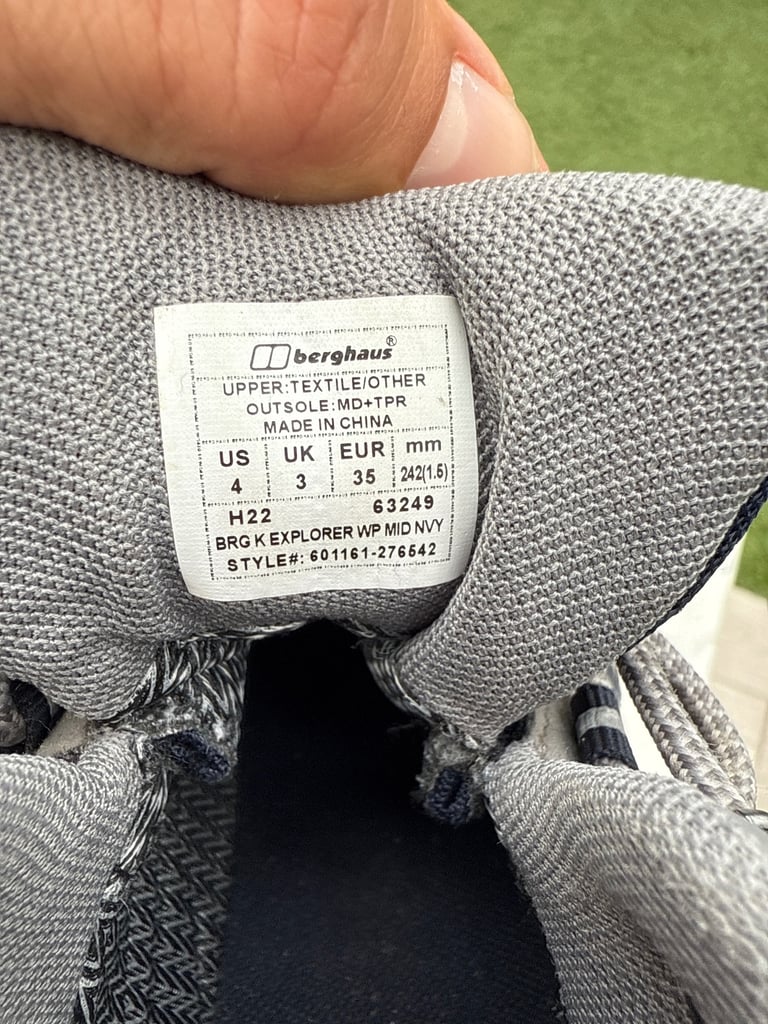 berghaus®
UPPER:TEXTILE/OTHER
OUTSOLE:MD+TPR
MADE IN CHINA
US UK EUR mm
4 3 35 242(1.5)
H22 63249
BRG K EXPLORER WP MID NVY
STYLE#: 601161-276542